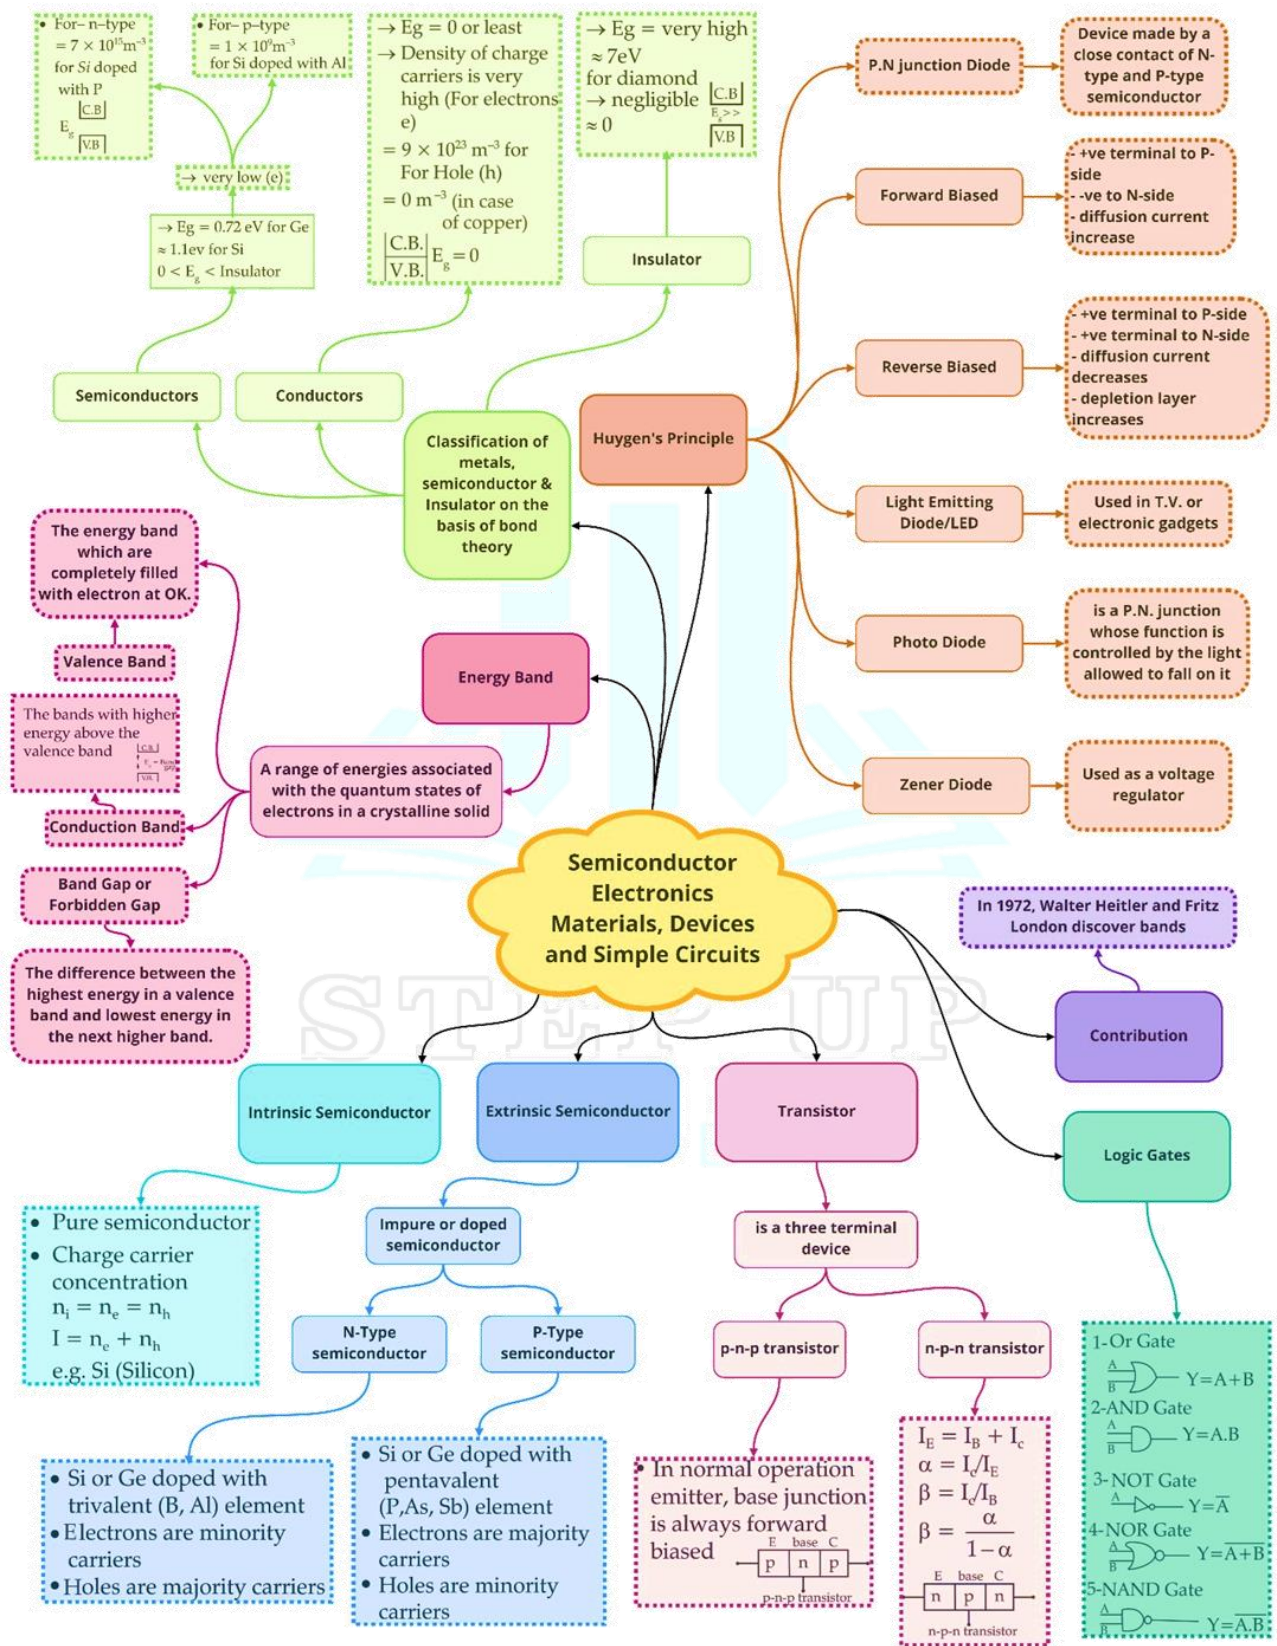 • For– n–type
= 7 × 10¹⁵m⁻³
for Si doped
with P
C.B
E_g
V.B
• For– p–type
= 1 × 10⁹m⁻³
for Si doped with Al
→ very low (e)
→ Eg = 0.72 eV for Ge
≈ 1.1ev for Si
0 < E_g < Insulator
Semiconductors
→ Eg = 0 or least
→ Density of charge
carriers is very
high (For electrons
e)
= 9 × 10²³ m⁻³ for
For Hole (h)
= 0 m⁻³ (in case
of copper)
C.B.
V.B.
E_g = 0
Conductors
→ Eg = very high
≈ 7eV
for diamond
→ negligible
≈ 0
C.B
E_g>>
V.B
Insulator
Classification of
metals,
semiconductor &
Insulator on the
basis of bond
theory
Huygen's Principle
P.N junction Diode
Device made by a
close contact of N-
type and P-type
semiconductor
Forward Biased
- +ve terminal to P-
side
- -ve to N-side
- diffusion current
increase
Reverse Biased
- +ve terminal to P-side
- +ve terminal to N-side
- diffusion current
decreases
- depletion layer
increases
Light Emitting
Diode/LED
Used in T.V. or
electronic gadgets
Photo Diode
is a P.N. junction
whose function is
controlled by the light
allowed to fall on it
Zener Diode
Used as a voltage
regulator
The energy band
which are
completely filled
with electron at OK.
Valence Band
The bands with higher
energy above the
valence band
C.B.
V.B.
Conduction Band
Band Gap or
Forbidden Gap
The difference between the
highest energy in a valence
band and lowest energy in
the next higher band.
Energy Band
A range of energies associated
with the quantum states of
electrons in a crystalline solid
Semiconductor
Electronics
Materials, Devices
and Simple Circuits
STEP UP
In 1972, Walter Heitler and Fritz
London discover bands
Contribution
Logic Gates
Intrinsic Semiconductor
• Pure semiconductor
• Charge carrier
concentration
n_i = n_e = n_h
I = n_e + n_h
e.g. Si (Silicon)
Extrinsic Semiconductor
Impure or doped
semiconductor
N-Type
semiconductor
P-Type
semiconductor
• Si or Ge doped with
trivalent (B, Al) element
• Electrons are minority
carriers
• Holes are majority carriers
• Si or Ge doped with
pentavalent
(P,As, Sb) element
• Electrons are majority
carriers
• Holes are minority
carriers
Transistor
is a three terminal
device
p-n-p transistor
n-p-n transistor
• In normal operation
emitter, base junction
is always forward
biased
E base C
p n p
p-n-p transistor
I_E = I_B + I_c
α = I_c/I_E
β = I_c/I_B
β = α / 1−α
E base C
n p n
n-p-n transistor
1-Or Gate
A
B
Y=A+B
2-AND Gate
A
B
Y=A.B
3- NOT Gate
A
Y=A̅
4-NOR Gate
A
B
Y=A̅+̅B̅
5-NAND Gate
A
B
Y=A̅.̅B̅